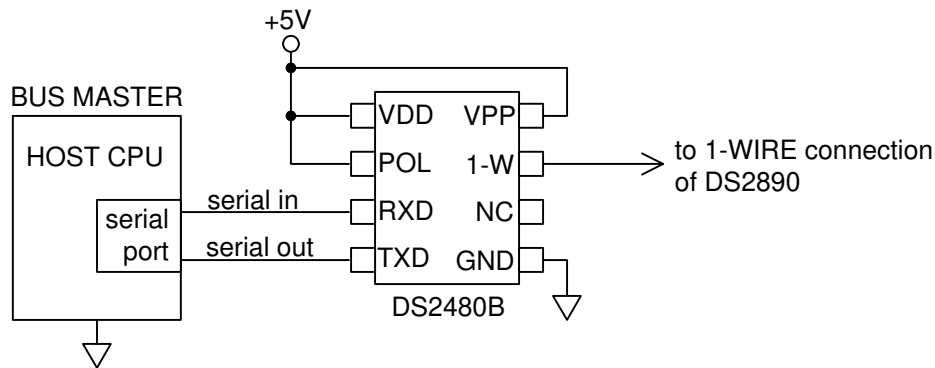 +5V
BUS MASTER
HOST CPU
serial
port
serial in
serial out
VDD
VPP
POL
1-W
RXD
NC
TXD
GND
DS2480B
to 1-WIRE connection
of DS2890